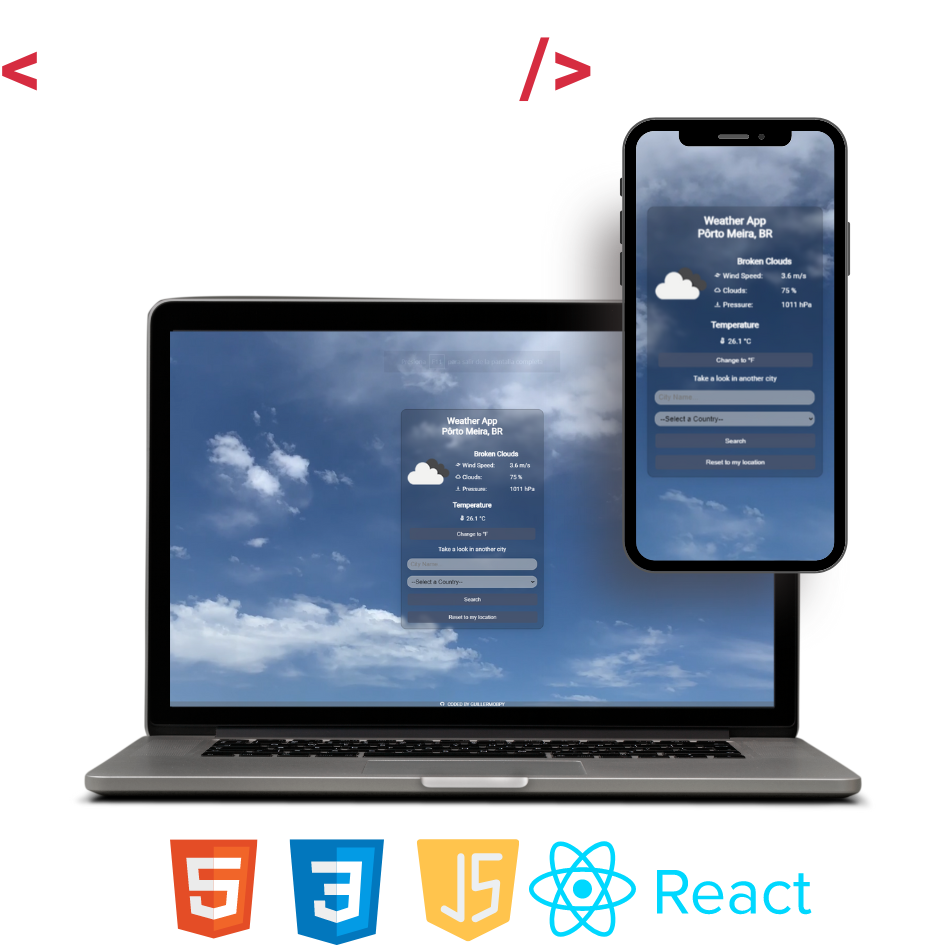 < />
Weather App
Pôrto Meira, BR
Broken Clouds
Wind Speed: 3.6 m/s
Clouds: 75 %
Pressure: 1011 hPa
Temperature
26.1 °C
Change to °F
Take a look in another city
City Name
--Select a Country--
Search
Reset to my location
Weather App
Pôrto Meira, BR
Broken Clouds
Wind Speed: 3.6 m/s
Clouds: 75 %
Pressure: 1011 hPa
Temperature
26.1 °C
Change to °F
Take a look in another city
City Name
--Select a Country--
Search
Reset to my location
CODED BY GUILLERMOBPY
5
3
JS
React